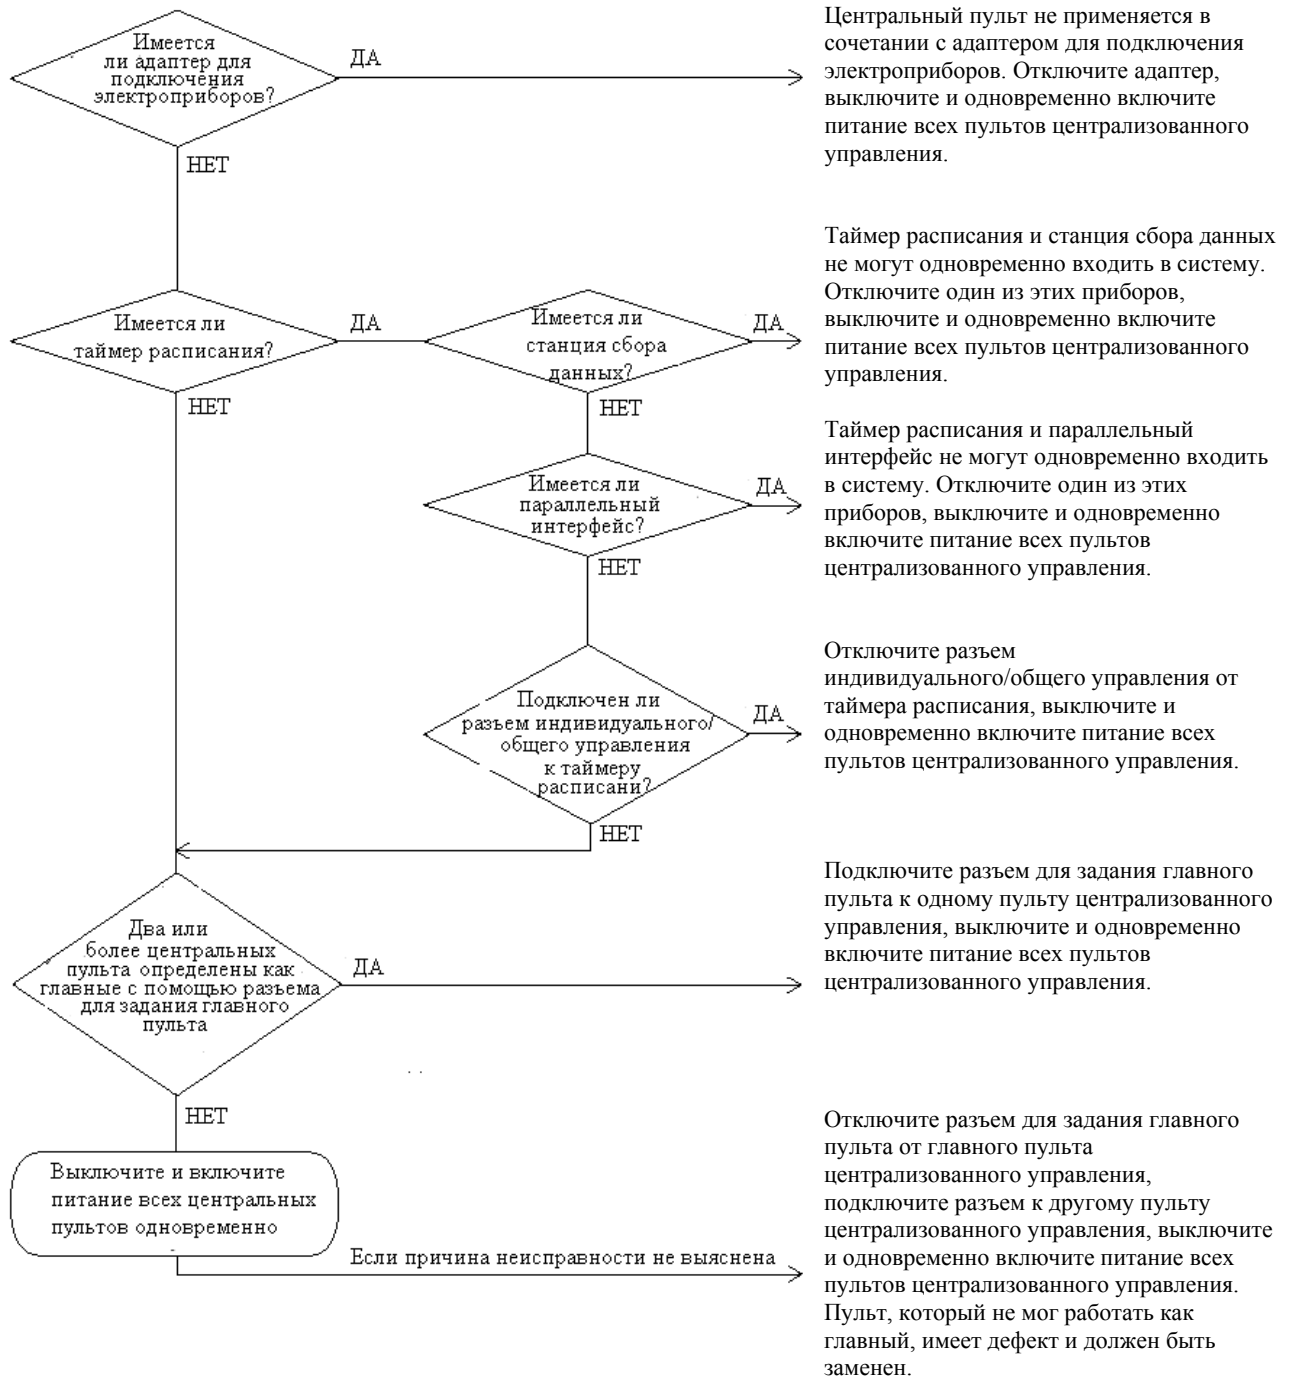 Имеется
ли адаптер для
подключения
электроприборов?
ДА
НЕТ
Центральный пульт не применяется в
сочетании с адаптером для подключения
электроприборов. Отключите адаптер,
выключите и одновременно включите
питание всех пультов централизованного
управления.
Имеется ли
таймер расписания?
ДА
НЕТ
Имеется ли
станция сбора
данных?
ДА
НЕТ
Таймер расписания и станция сбора данных
не могут одновременно входить в систему.
Отключите один из этих приборов,
выключите и одновременно включите
питание всех пультов централизованного
управления.
Имеется ли
параллельный
интерфейс?
ДА
НЕТ
Таймер расписания и параллельный
интерфейс не могут одновременно входить
в систему. Отключите один из этих
приборов, выключите и одновременно
включите питание всех пультов
централизованного управления.
Подключен ли
разъем индивидуального/
общего управления
к таймеру
расписани?
ДА
НЕТ
Отключите разъем
индивидуального/общего управления от
таймера расписания, выключите и
одновременно включите питание всех
пультов централизованного управления.
Два или
более центральных
пульта определены как
главные с помощью разъема
для задания главного
пульта
ДА
НЕТ
Подключите разъем для задания главного
пульта к одному пульту централизованного
управления, выключите и одновременно
включите питание всех пультов
централизованного управления.
Выключите и включите
питание всех центральных
пультов одновременно
Если причина неисправности не выяснена
Отключите разъем для задания главного
пульта от главного пульта
централизованного управления,
подключите разъем к другому пульту
централизованного управления, выключите
и одновременно включите питание всех
пультов централизованного управления.
Пульт, который не мог работать как
главный, имеет дефект и должен быть
заменен.